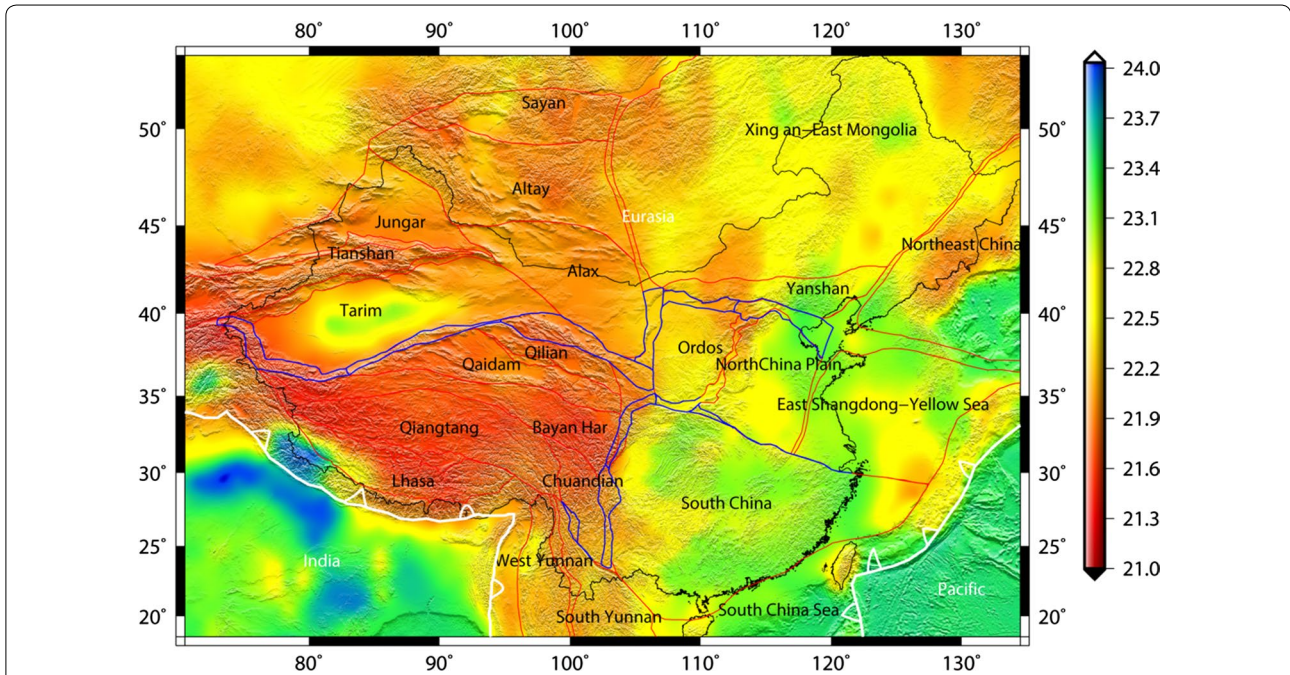 80° 90° 100° 110° 120° 130°
24.0
Sayan
50° Xing an−East Mongolia 50°
23.7
23.4
Altay
45° Jungar Eurasia 45°
23.1
Northeast China
Tianshan
22.8
Alax
Yanshan
40° Tarim 40°
22.5
Ordos
Qilian
Qaidam NorthChina Plain
22.2
35° East Shangdong−Yellow Sea 35°
21.9
Qiangtang Bayan Har
30° 30°
21.6
Lhasa Chuandian
South China
21.3
25° 25°
India West Yunnan
21.0
Pacific
20° South Yunnan South China Sea 20°
80° 90° 100° 110° 120° 130°